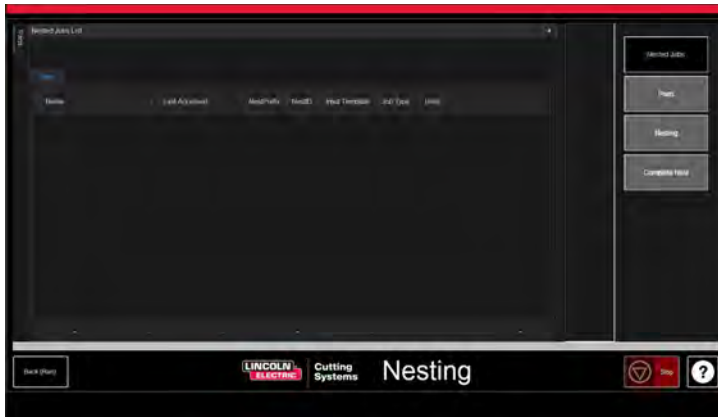 Nested Jobs List
Name Last Accessed NestPrefix NestID Input Template Job Type Units
Nested Jobs
Parts
Nesting
Complete Nest
Back (Run)
LINCOLN ELECTRIC
Cutting Systems
Nesting
Stop
?